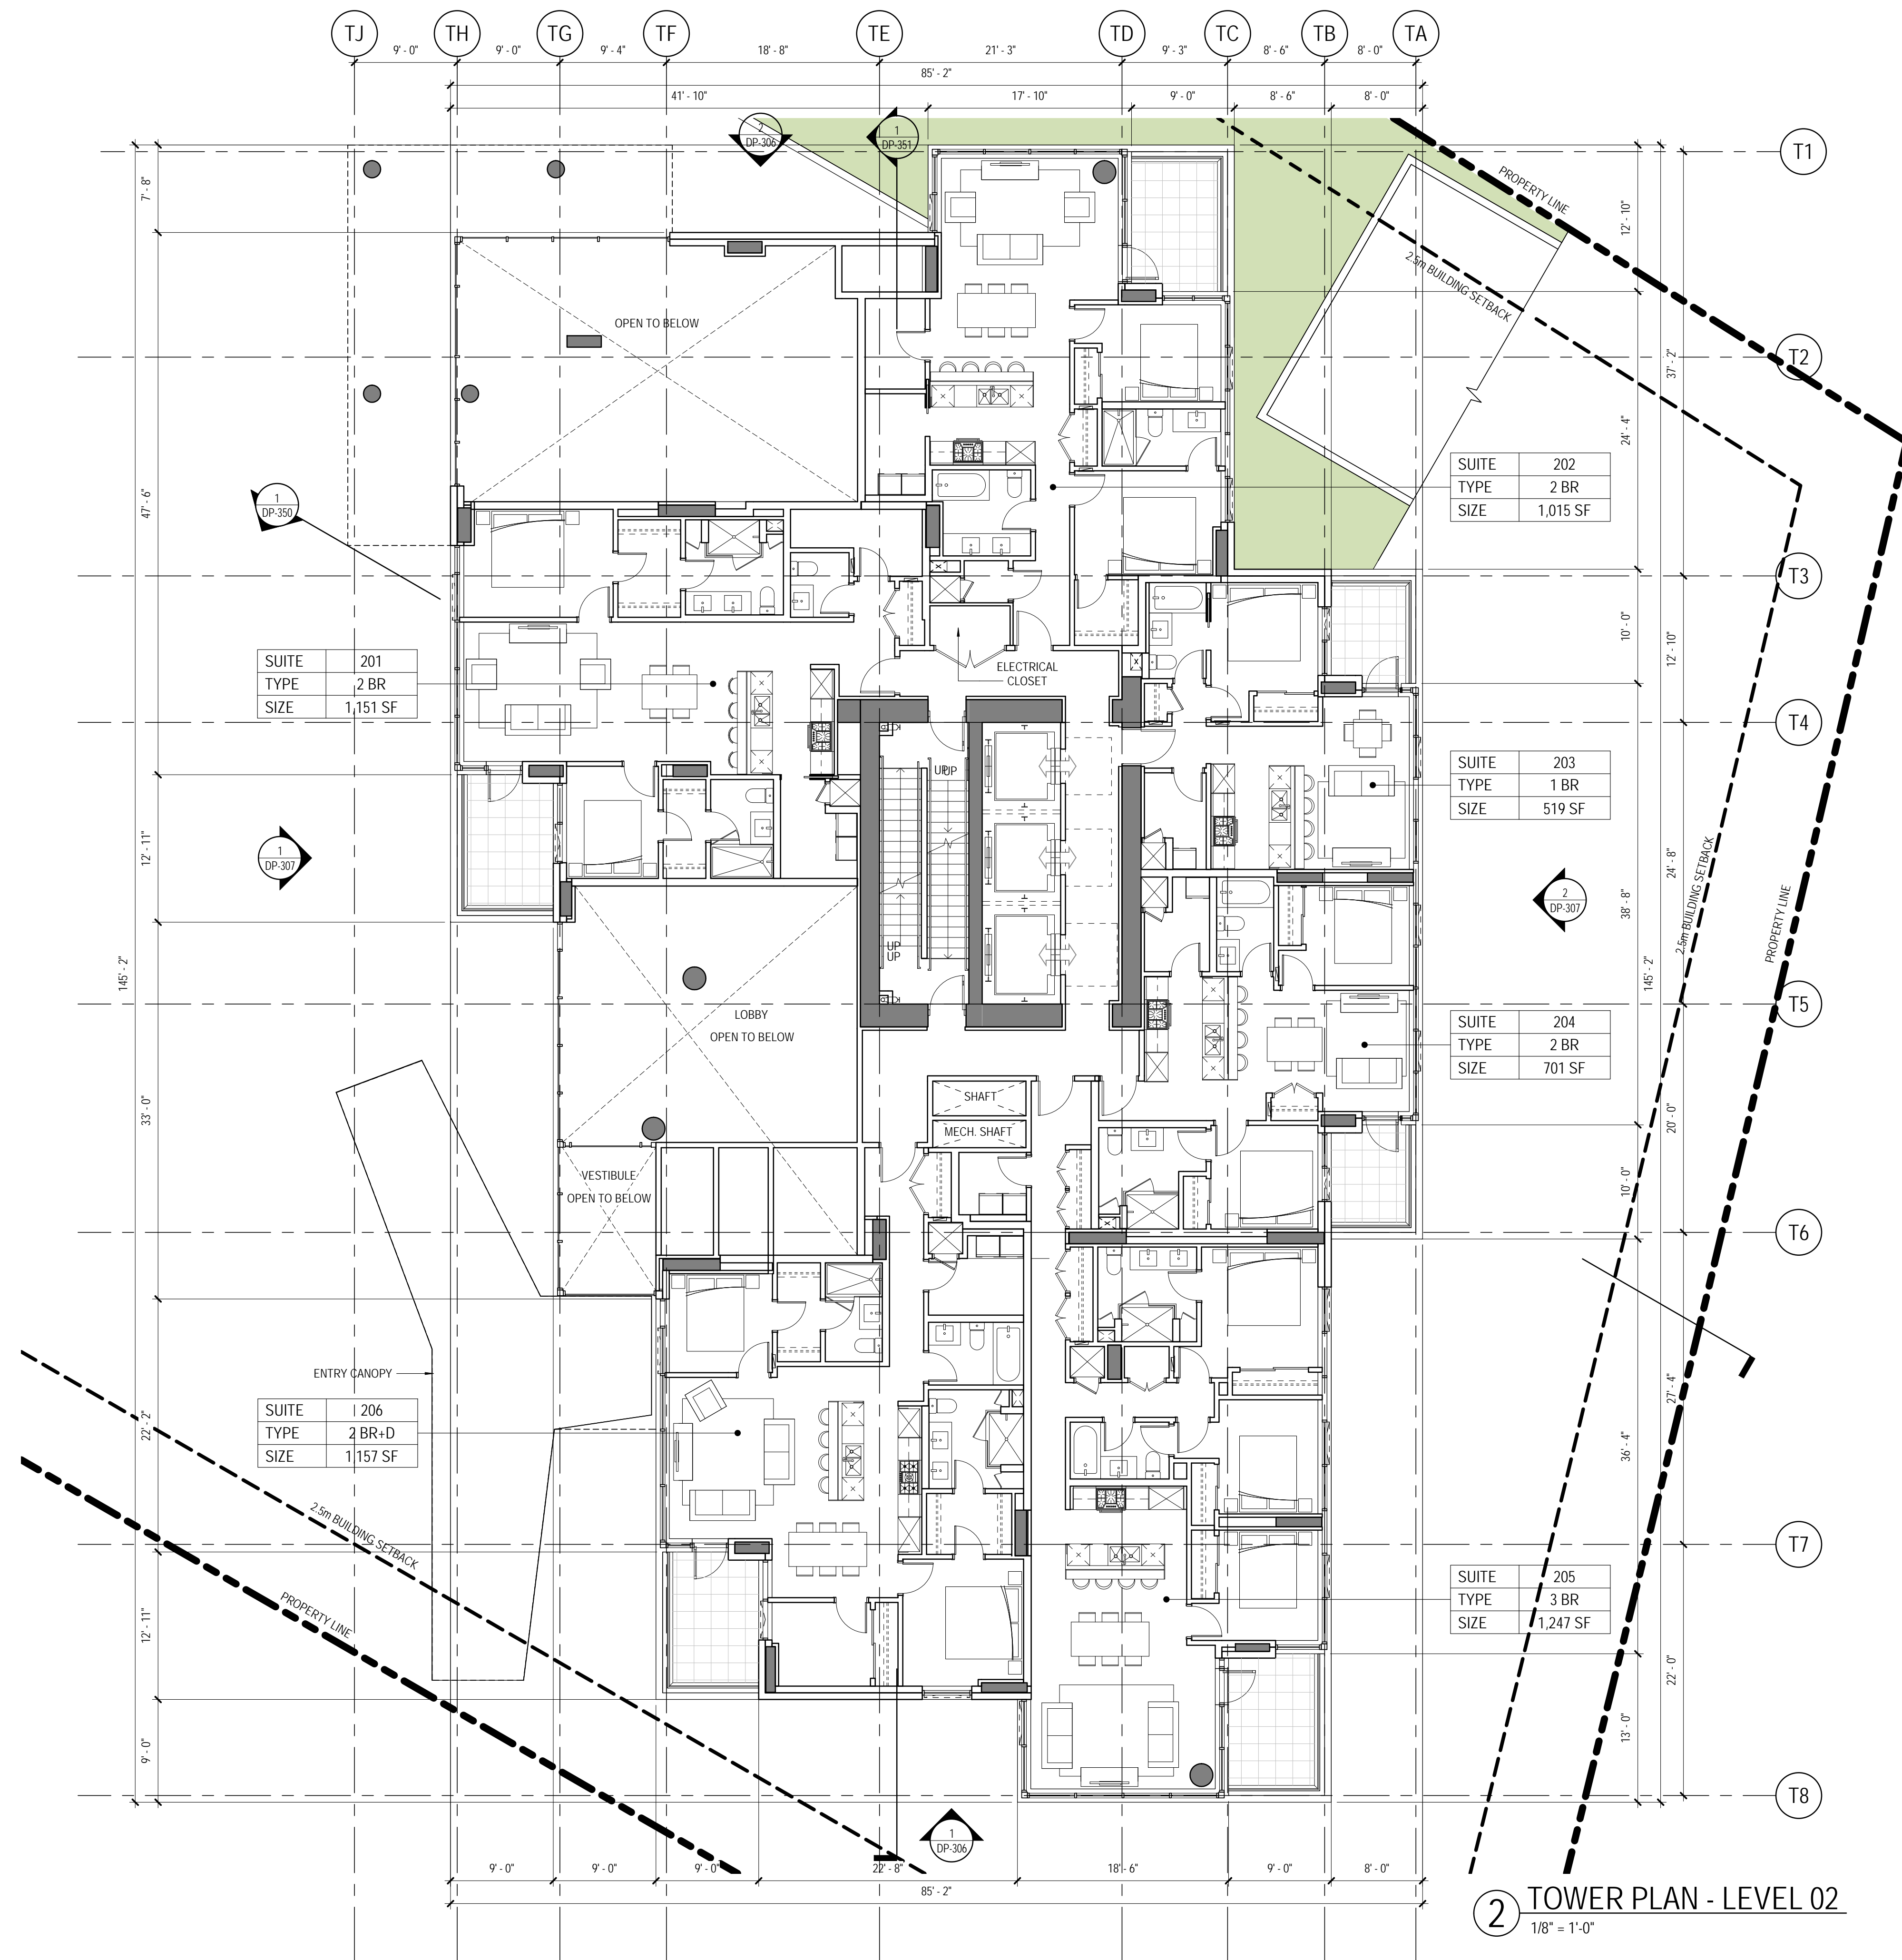 TJ TH TG TF TE TD TC TB TA
9' - 0" 9' - 0" 9' - 4" 18' - 8" 21' - 3" 9' - 3" 8' - 6" 8' - 0"
85' - 2"
41' - 10" 17' - 10" 9' - 0" 8' - 6" 8' - 0"
2
DP-306
1
DP-351
T1
7' - 8"
PROPERTY LINE
12' - 10"
2.5m BUILDING SETBACK
OPEN TO BELOW
T2
37' - 2"
24' - 4"
SUITE 202
TYPE 2 BR
SIZE 1,015 SF
47' - 6"
1
DP-350
T3
10' - 0"
12' - 10"
SUITE 201
TYPE 2 BR
SIZE 1,151 SF
ELECTRICAL
CLOSET
T4
SUITE 203
TYPE 1 BR
SIZE 519 SF
UP
UP
12' - 11"
1
DP-307
24' - 8"
38' - 8"
2
DP-307
2.5m BUILDING SETBACK
PROPERTY LINE
UP
UP
145' - 2"
145' - 2"
LOBBY
OPEN TO BELOW
T5
SUITE 204
TYPE 2 BR
SIZE 701 SF
33' - 0"
SHAFT
MECH. SHAFT
20' - 0"
VESTIBULE
OPEN TO BELOW
10' - 0"
T6
ENTRY CANOPY
27' - 4"
SUITE 206
TYPE 2 BR+D
SIZE 1,157 SF
22' - 2"
36' - 4"
2.5m BUILDING SETBACK
T7
PROPERTY LINE
SUITE 205
TYPE 3 BR
SIZE 1,247 SF
12' - 11"
22' - 0"
13' - 0"
9' - 0"
T8
1
DP-306
9' - 0" 9' - 0" 9' - 0" 22' - 8" 18' - 6" 9' - 0" 8' - 0"
85' - 2"
2 TOWER PLAN - LEVEL 02
1/8" = 1'-0"